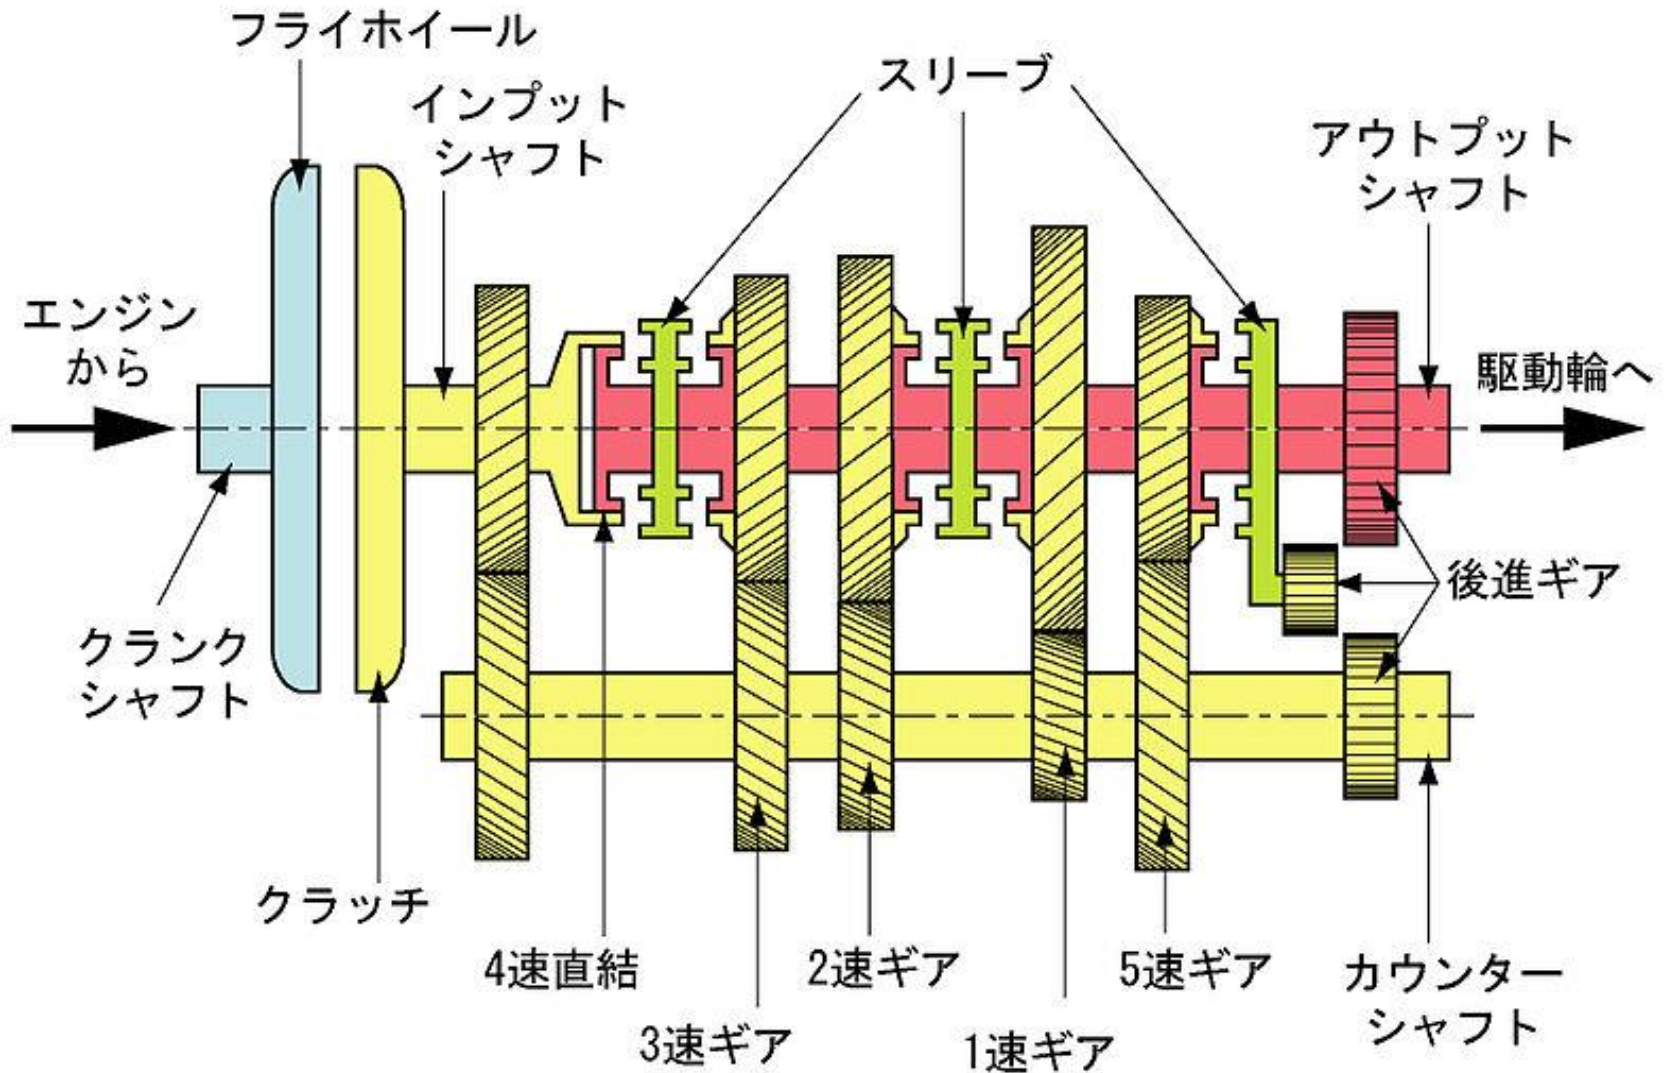 フライホイール
インプット
シャフト
スリーブ
アウトプット
シャフト
エンジン
から
駆動輪へ
クランク
シャフト
後進ギア
クラッチ
4速直結
3速ギア
2速ギア
1速ギア
5速ギア
カウンター
シャフト